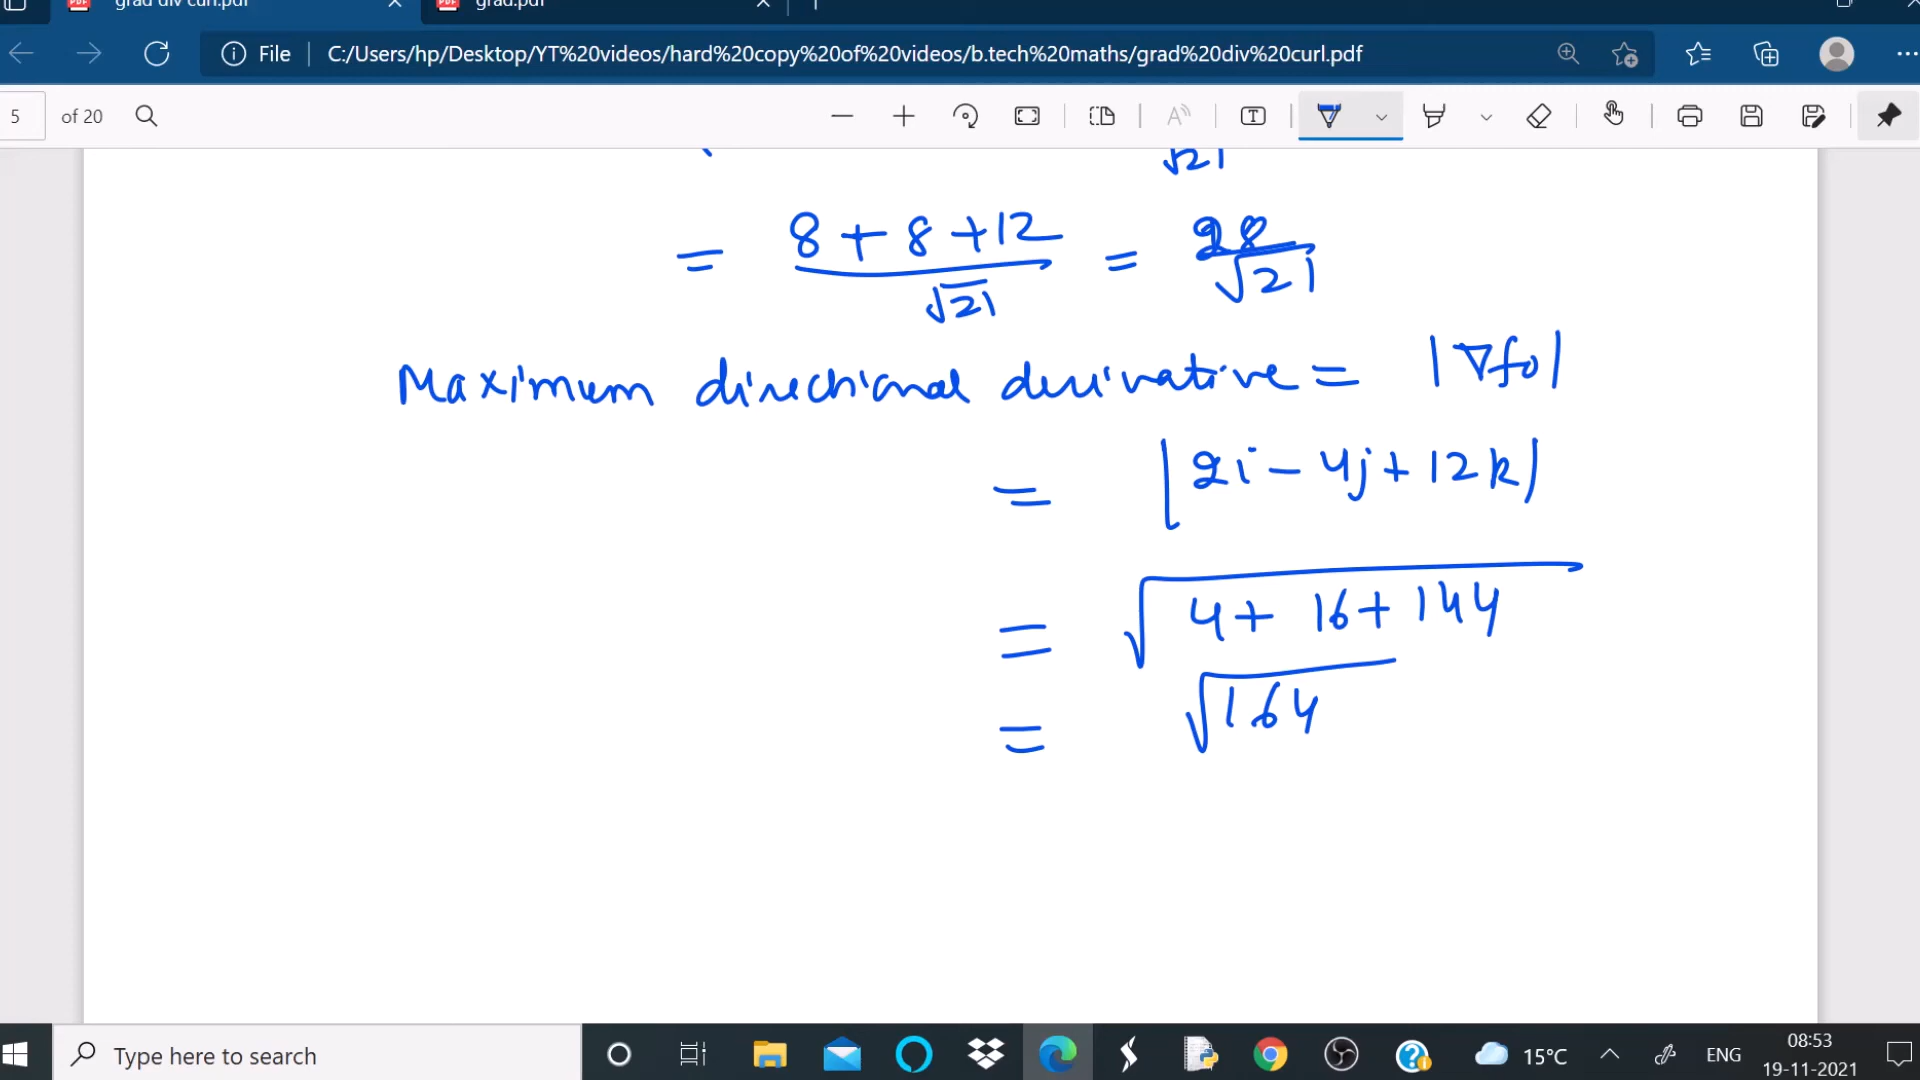 grad div curl.pdf
grad.pdf
File
C:/Users/hp/Desktop/YT%20videos/hard%20copy%20of%20videos/b.tech%20maths/grad%20div%20curl.pdf
5 of 20
√21
= 8 + 8 + 12 / √21 = 28 / √21
Maximum directional derivative = |∇f0|
= |2i - 4j + 12k|
= √4 + 16 + 144
= √164
Type here to search
15°C
ENG
08:53
19-11-2021